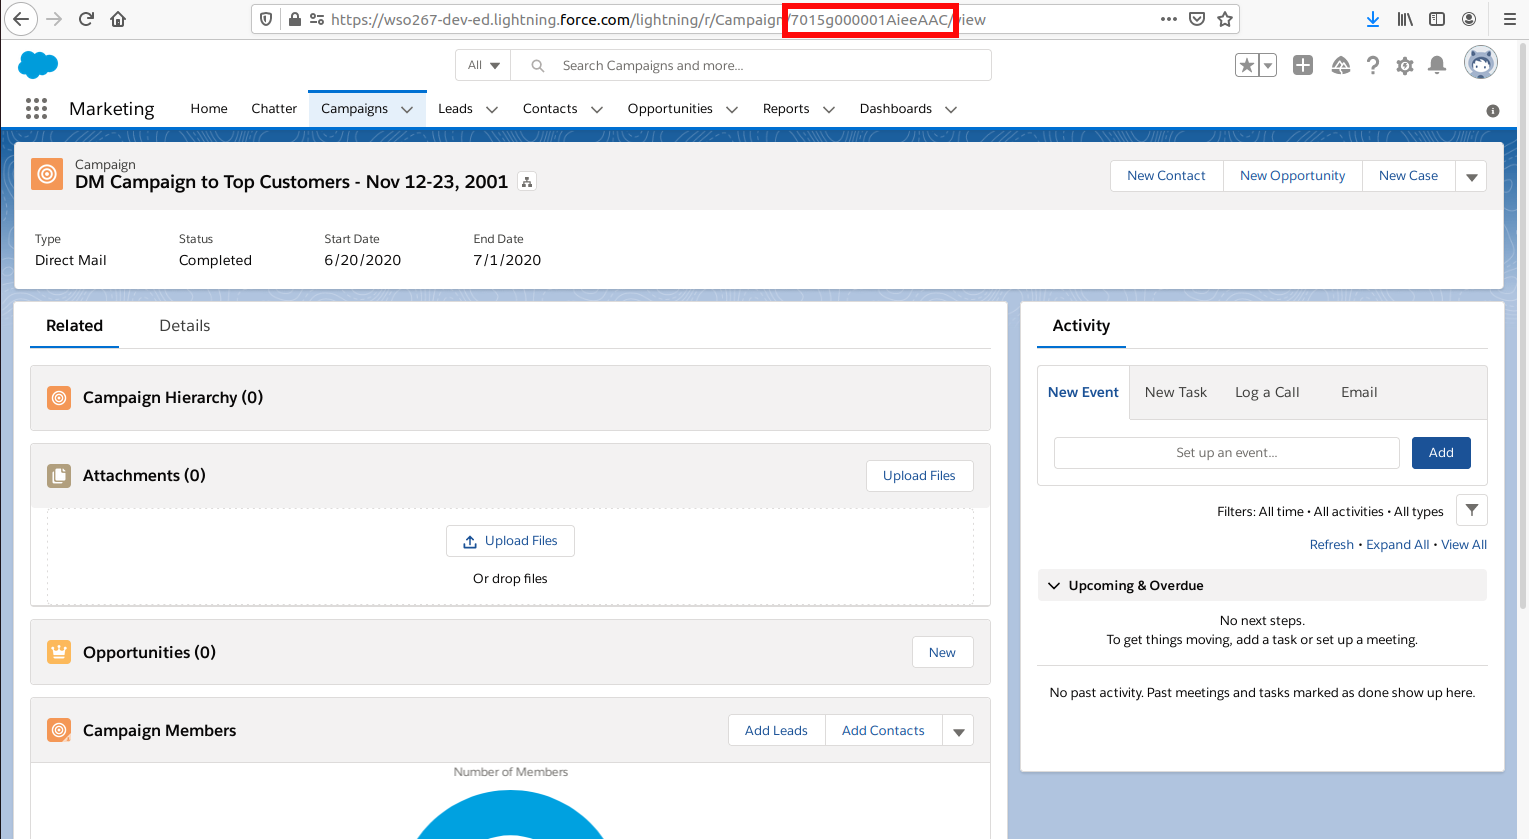 https://wso267-dev-ed.lightning.force.com/lightning/r/Campaign/7015g000001AieeAAC/view
All
Search Campaigns and more...
Marketing
Home
Chatter
Campaigns
Leads
Contacts
Opportunities
Reports
Dashboards
Campaign
DM Campaign to Top Customers - Nov 12-23, 2001
New Contact
New Opportunity
New Case
Type
Status
Start Date
End Date
Direct Mail
Completed
6/20/2020
7/1/2020
Related
Details
Campaign Hierarchy (0)
Attachments (0)
Upload Files
Upload Files
Or drop files
Opportunities (0)
New
Campaign Members
Add Leads
Add Contacts
Number of Members
Activity
New Event
New Task
Log a Call
Email
Set up an event...
Add
Filters: All time • All activities • All types
Refresh • Expand All • View All
Upcoming & Overdue
No next steps.
To get things moving, add a task or set up a meeting.
No past activity. Past meetings and tasks marked as done show up here.